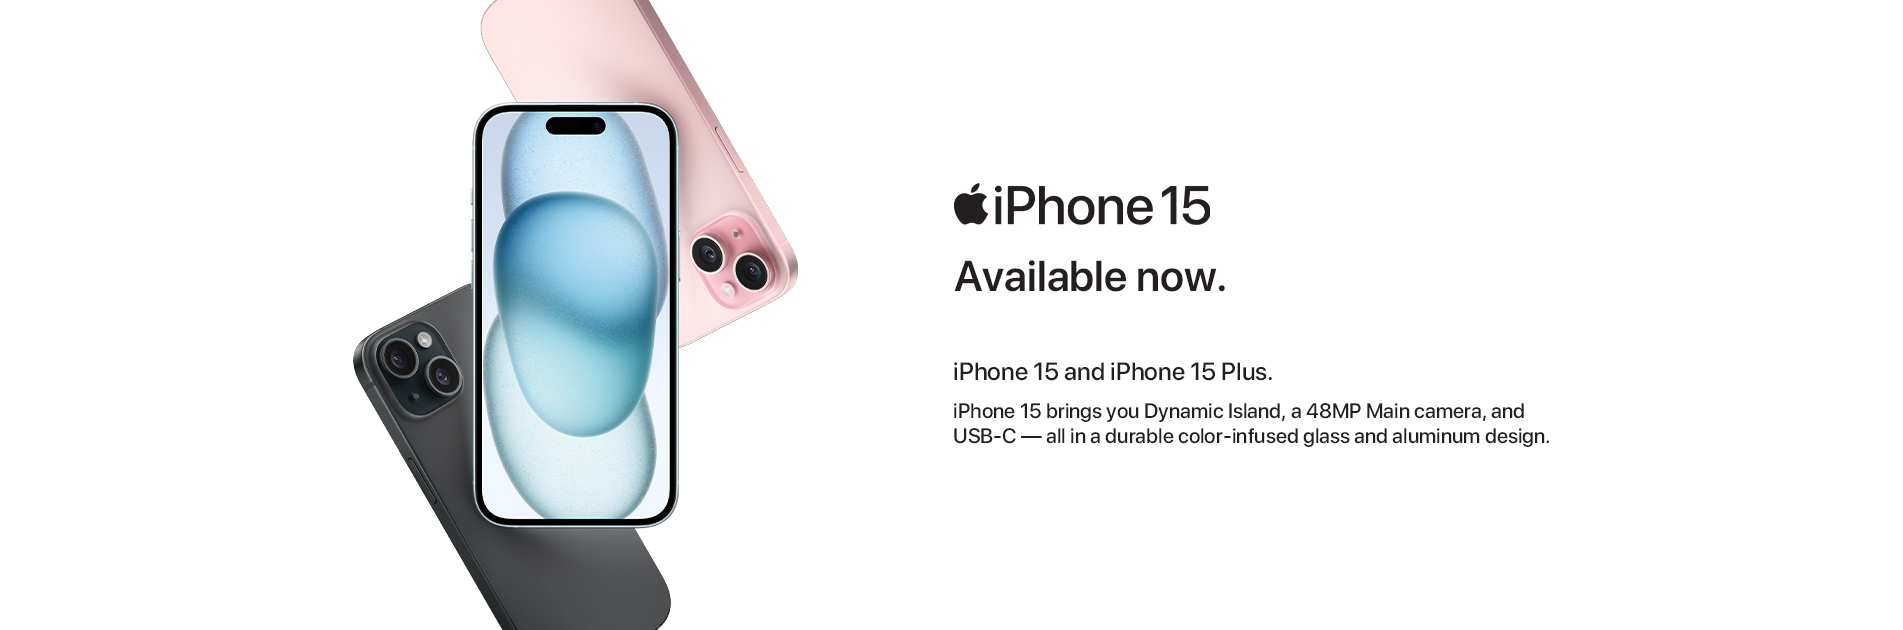 iPhone 15
Available now.
iPhone 15 and iPhone 15 Plus.
iPhone 15 brings you Dynamic Island, a 48MP Main camera, and
USB-C — all in a durable color-infused glass and aluminum design.